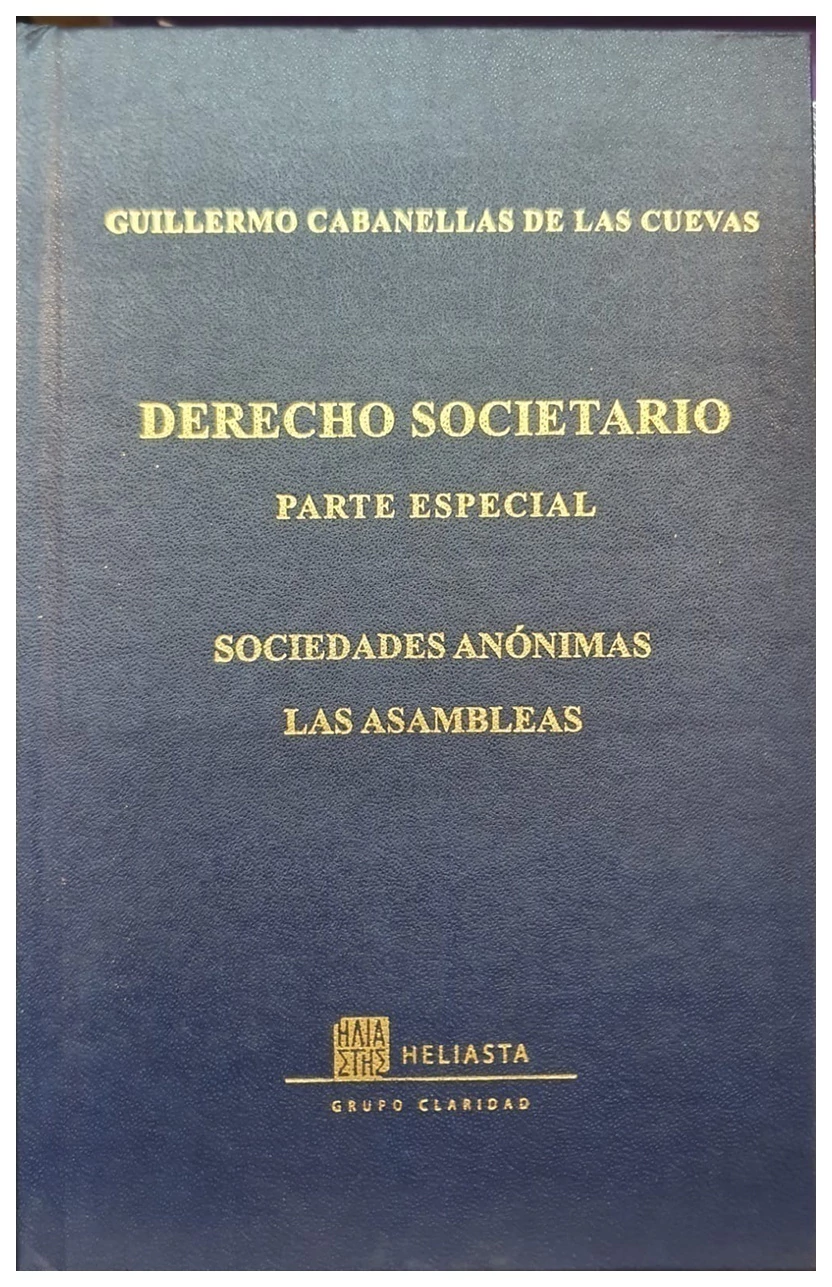 GUILLERMO CABANELLAS DE LAS CUEVAS
DERECHO SOCIETARIO
PARTE ESPECIAL
SOCIEDADES ANÓNIMAS
LAS ASAMBLEAS
ΗΛΙΑ
ΣΤΗΣ
HELIASTA
GRUPO CLARIDAD